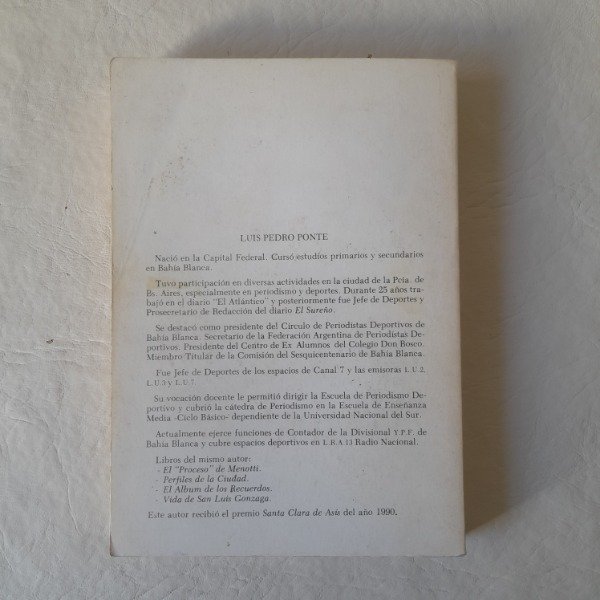 LUIS PEDRO PONTE
Nació en la Capital Federal. Cursó estudios primarios y secundarios
en Bahía Blanca.
Tuvo participación en diversas actividades en la ciudad de la Pcia. de
Bs. Aires, especialmente en periodismo y deportes. Durante 25 años tra-
bajó en el diario "El Atlántico" y posteriormente fue Jefe de Deportes y
Prosecretario de Redacción del diario El Sureño.
Se destacó como presidente del Círculo de Periodistas Deportivos de
Bahía Blanca. Secretario de la Federación Argentina de Periodistas De-
portivos. Presidente del Centro de Ex Alumnos del Colegio Don Bosco.
Miembro Titular de la Comisión del Sesquicentenario de Bahía Blanca.
Fue Jefe de Deportes de los espacios de Canal 7 y las emisoras L.U.2,
L.U.3 y L.U.7.
Su vocación docente le permitió dirigir la Escuela de Periodismo De-
portivo y cubrió la cátedra de Periodismo en la Escuela de Enseñanza
Media -Ciclo Básico- dependiente de la Universidad Nacional del Sur.
Actualmente ejerce funciones de Contador de la Divisional Y.P.F. de
Bahía Blanca y cubre espacios deportivos en L.R.A 13 Radio Nacional.
Libros del mismo autor:
- El "Proceso" de Menotti.
- Perfiles de la Ciudad.
- El Album de los Recuerdos.
- Vida de San Luis Gonzaga.
Este autor recibió el premio Santa Clara de Asís del año 1990.